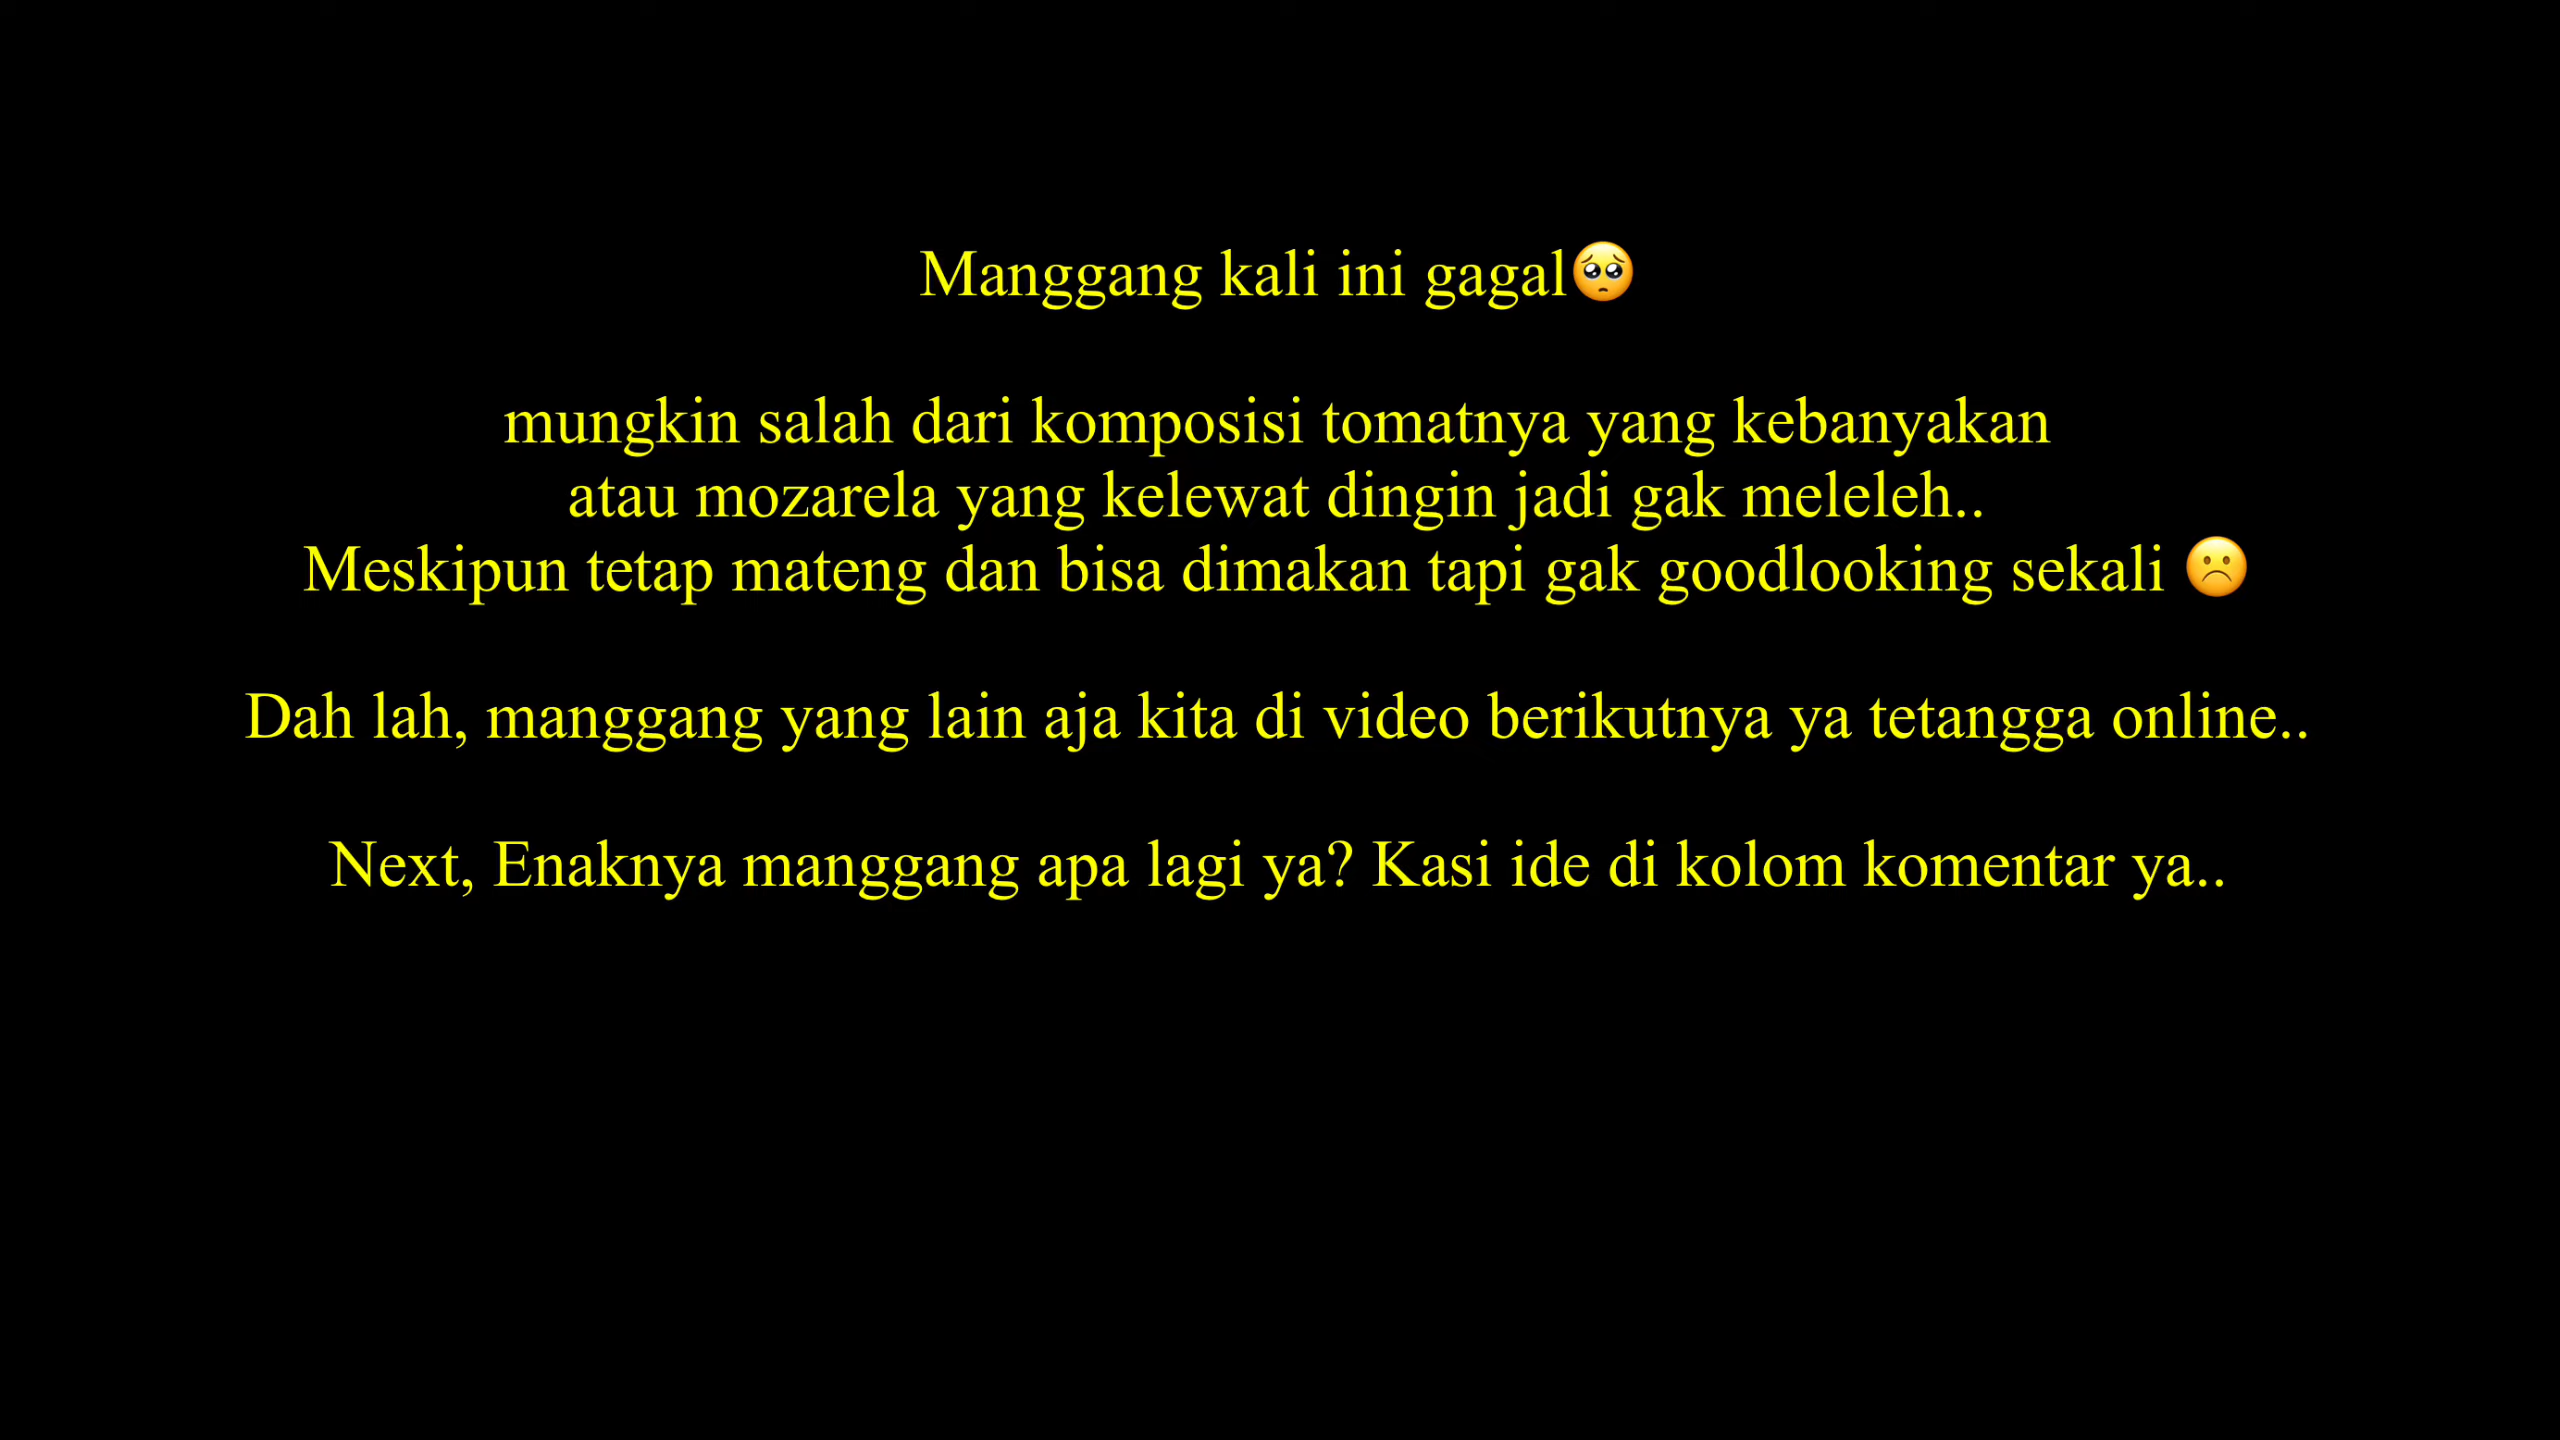 Manggang kali ini gagal🥺
mungkin salah dari komposisi tomatnya yang kebanyakan
atau mozarela yang kelewat dingin jadi gak meleleh..
Meskipun tetap mateng dan bisa dimakan tapi gak goodlooking sekali ☹️
Dah lah, manggang yang lain aja kita di video berikutnya ya tetangga online..
Next, Enaknya manggang apa lagi ya? Kasi ide di kolom komentar ya..